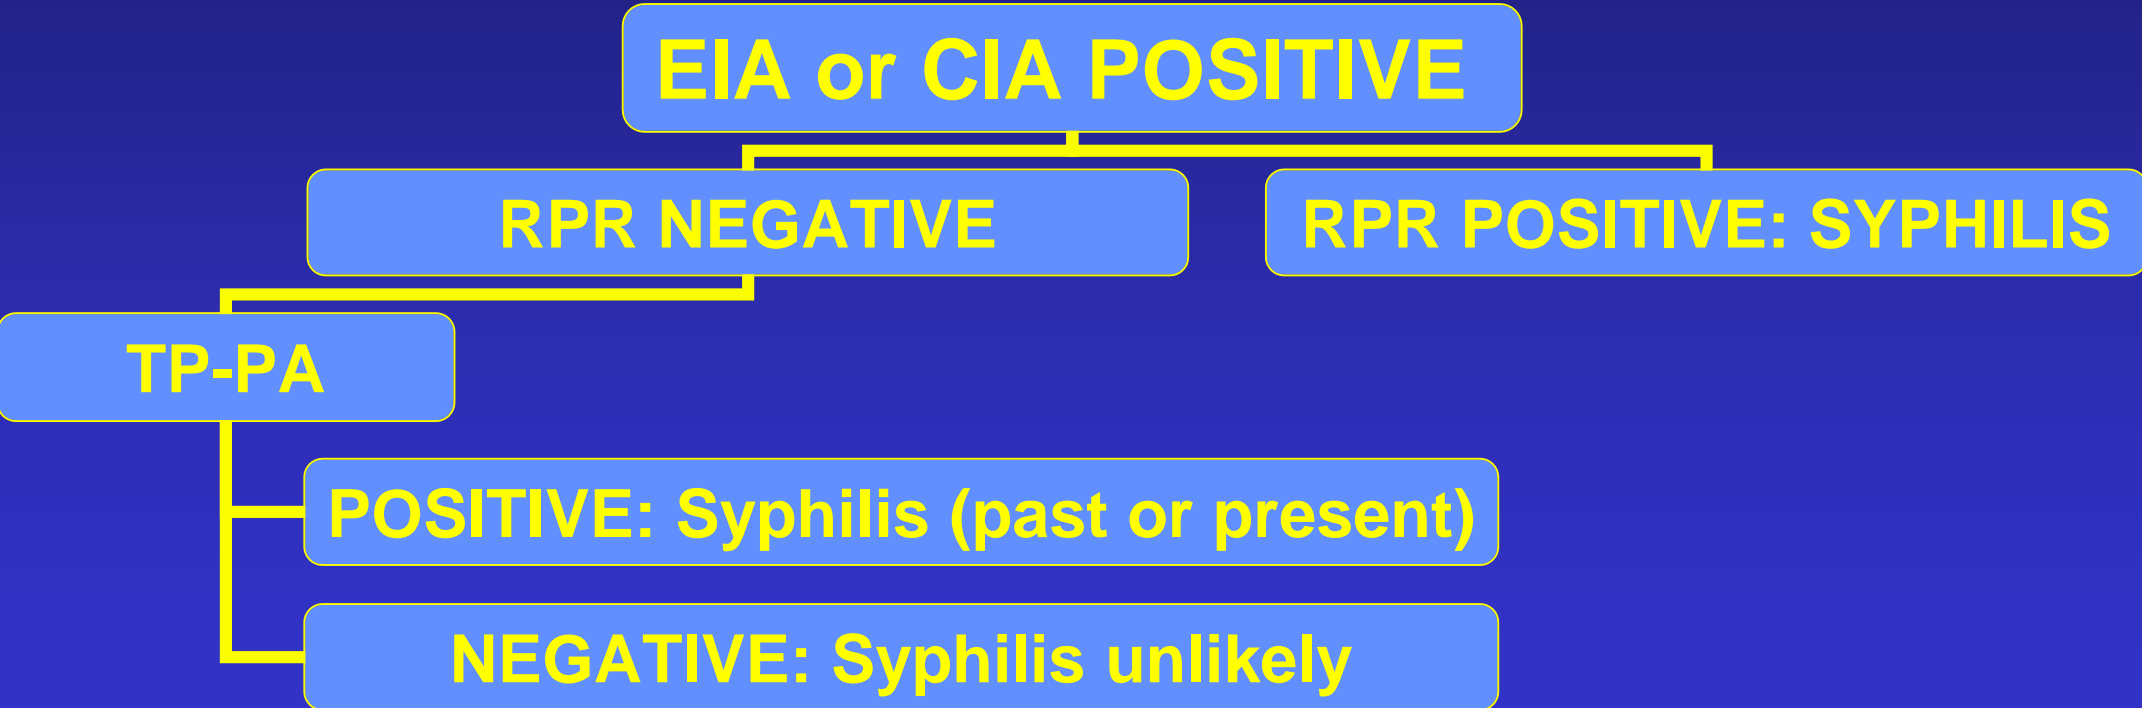 EIA or CIA POSITIVE
RPR NEGATIVE
RPR POSITIVE: SYPHILIS
TP-PA
POSITIVE: Syphilis (past or present)
NEGATIVE: Syphilis unlikely